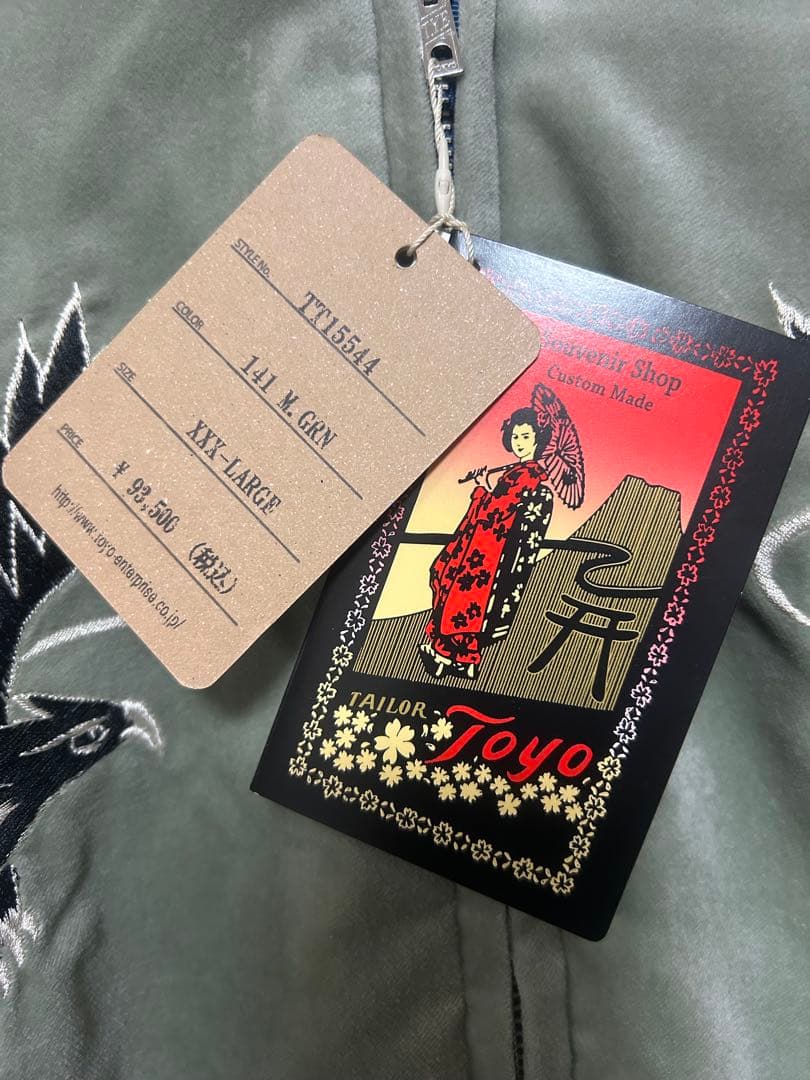 STYLE No.
TT15544
COLOR
141 M. GRN
SIZE
XXX-LARGE
PRICE
¥ 93,500 (税込)
http://www.toyo-enterprise.co.jp/
Souvenir Shop
Custom Made
TAILOR
Toyo